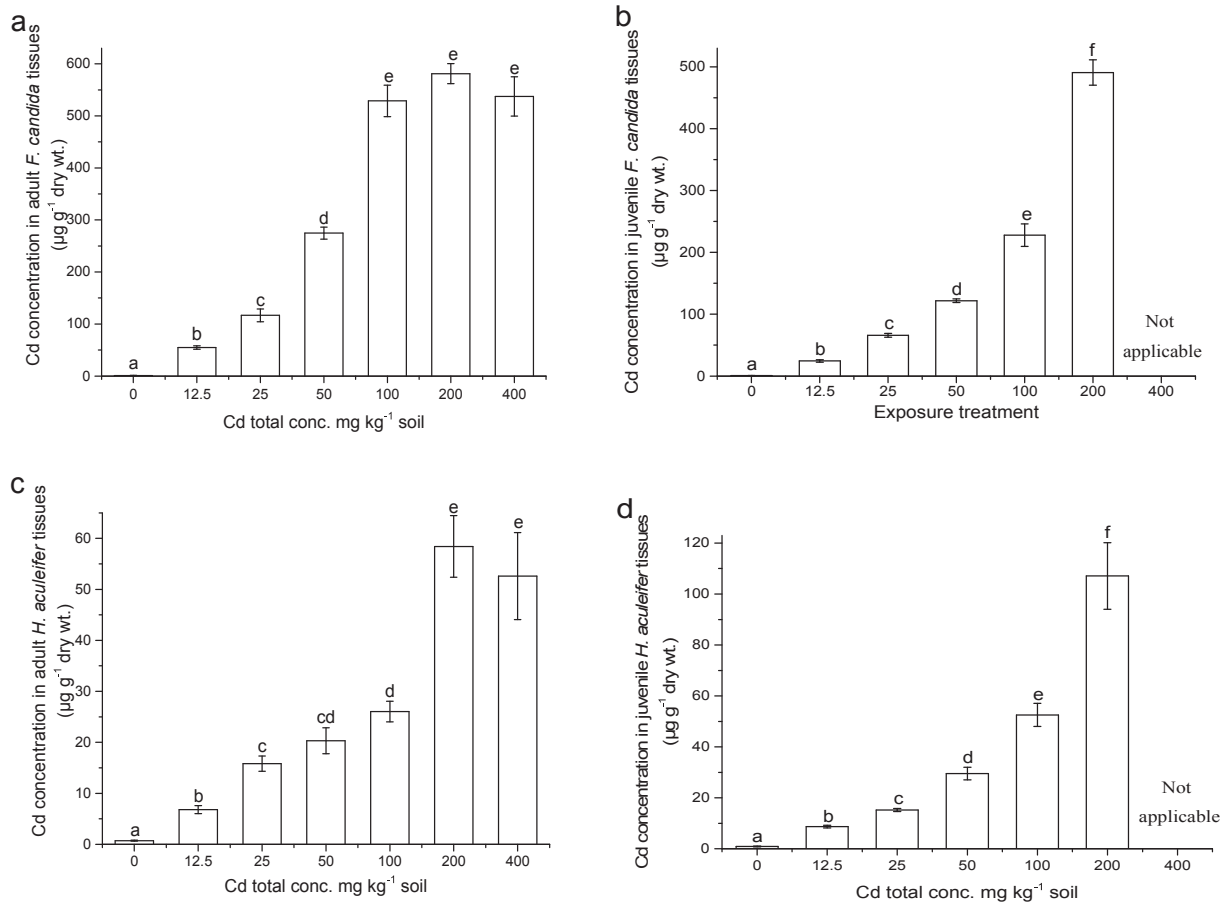 a
Cd concentration in adult F. candida tissues
(µg g⁻¹ dry wt.)
600
500
400
300
200
100
0
a
b
c
d
e
e
e
0 12.5 25 50 100 200 400
Cd total conc. mg kg⁻¹ soil
b
Cd concentration in juvenile F. candida tissues
(µg g⁻¹ dry wt.)
500
400
300
200
100
0
a
b
c
d
e
f
Not
applicable
0 12.5 25 50 100 200 400
Exposure treatment
c
Cd concentration in adult H. aculeifer tissues
(µg g⁻¹ dry wt.)
60
50
40
30
20
10
0
a
b
c
cd
d
e
e
0 12.5 25 50 100 200 400
Cd total conc. mg kg⁻¹ soil
d
Cd concentration in juvenile H. aculeifer tissues
(µg g⁻¹ dry wt.)
120
100
80
60
40
20
0
a
b
c
d
e
f
Not
applicable
0 12.5 25 50 100 200 400
Cd total conc. mg kg⁻¹ soil